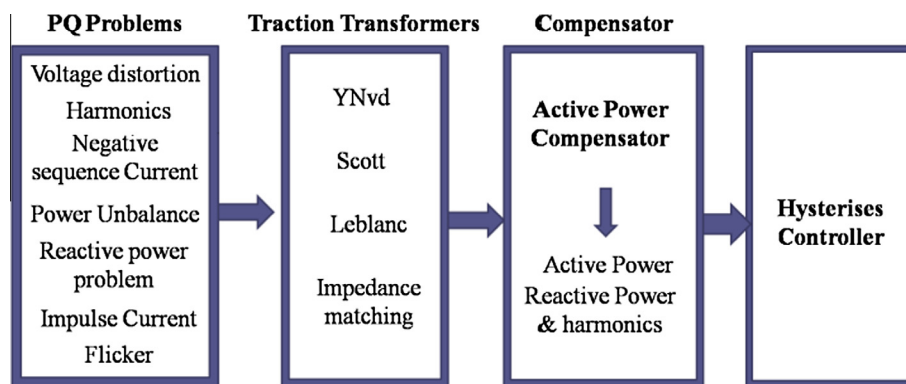 PQ Problems
Voltage distortion
Harmonics
Negative
sequence Current
Power Unbalance
Reactive power
problem
Impulse Current
Flicker
Traction Transformers
YNvd
Scott
Leblanc
Impedance
matching
Compensator
Active Power
Compensator
Active Power
Reactive Power
& harmonics
Hysterises
Controller